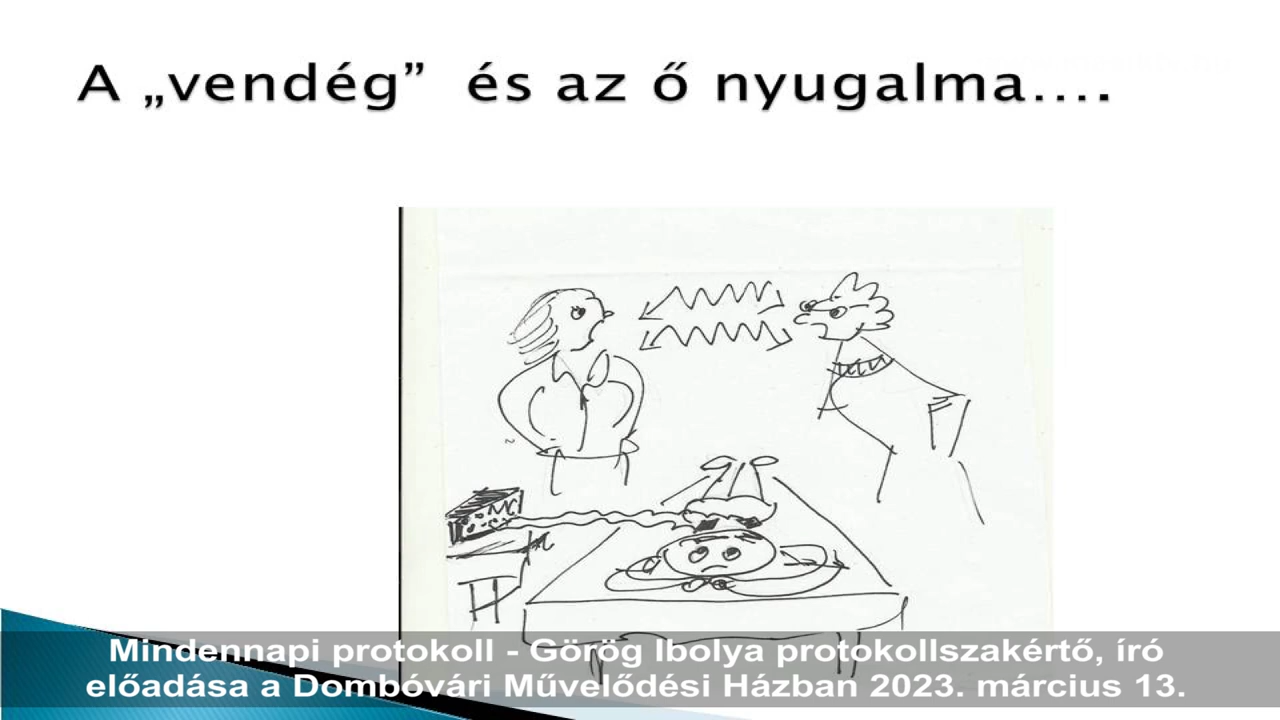 A „vendég” és az ő nyugalma….
Mindennapi protokoll - Görög Ibolya protokollszakértő, író
előadása a Dombóvári Művelődési Házban 2023. március 13.